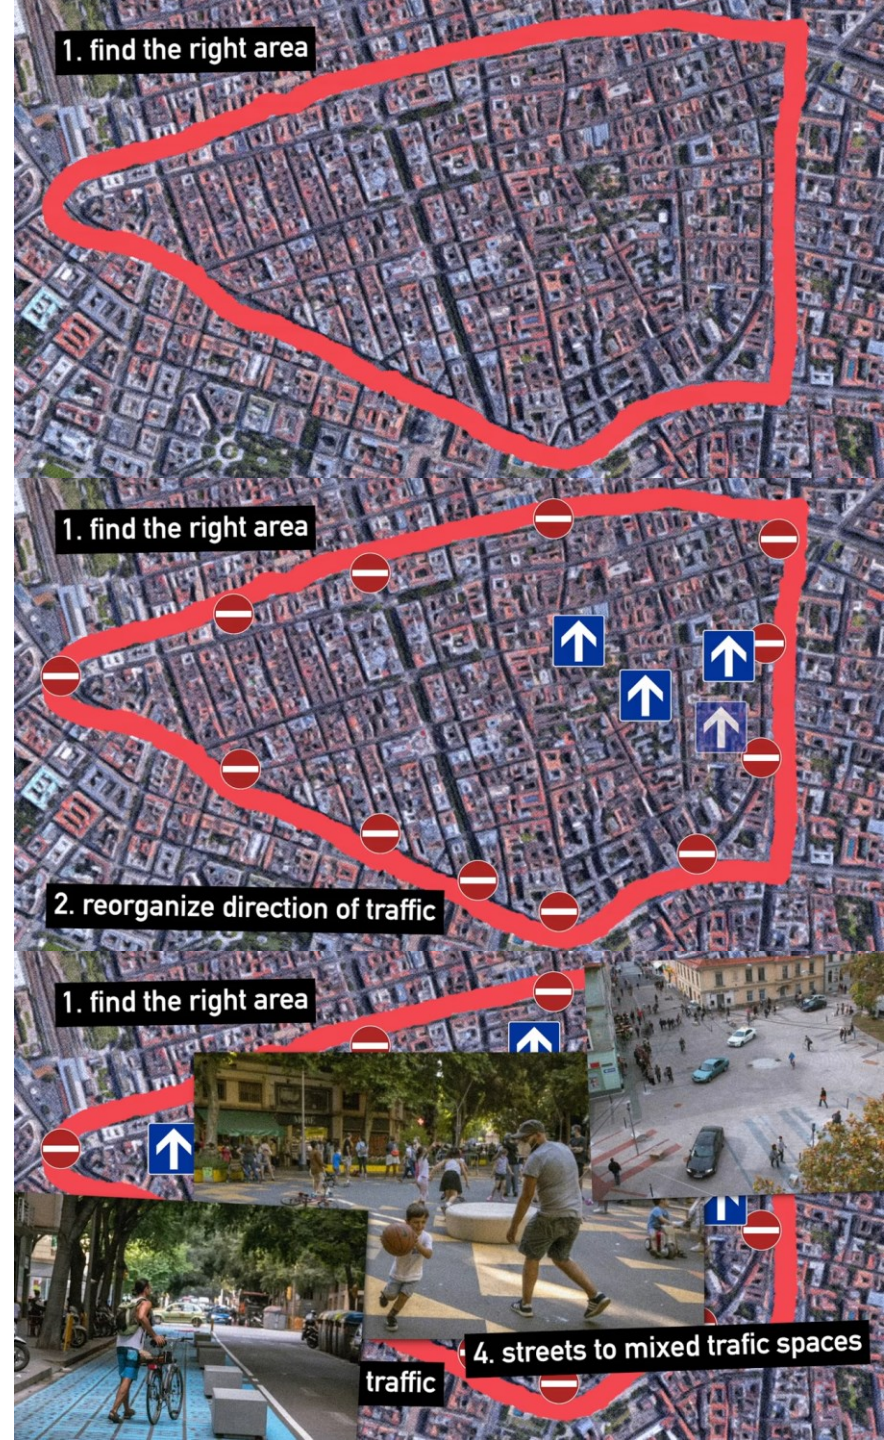 1. find the right area
1. find the right area
2. reorganize direction of traffic
1. find the right area
4. streets to mixed trafic spaces
traffic